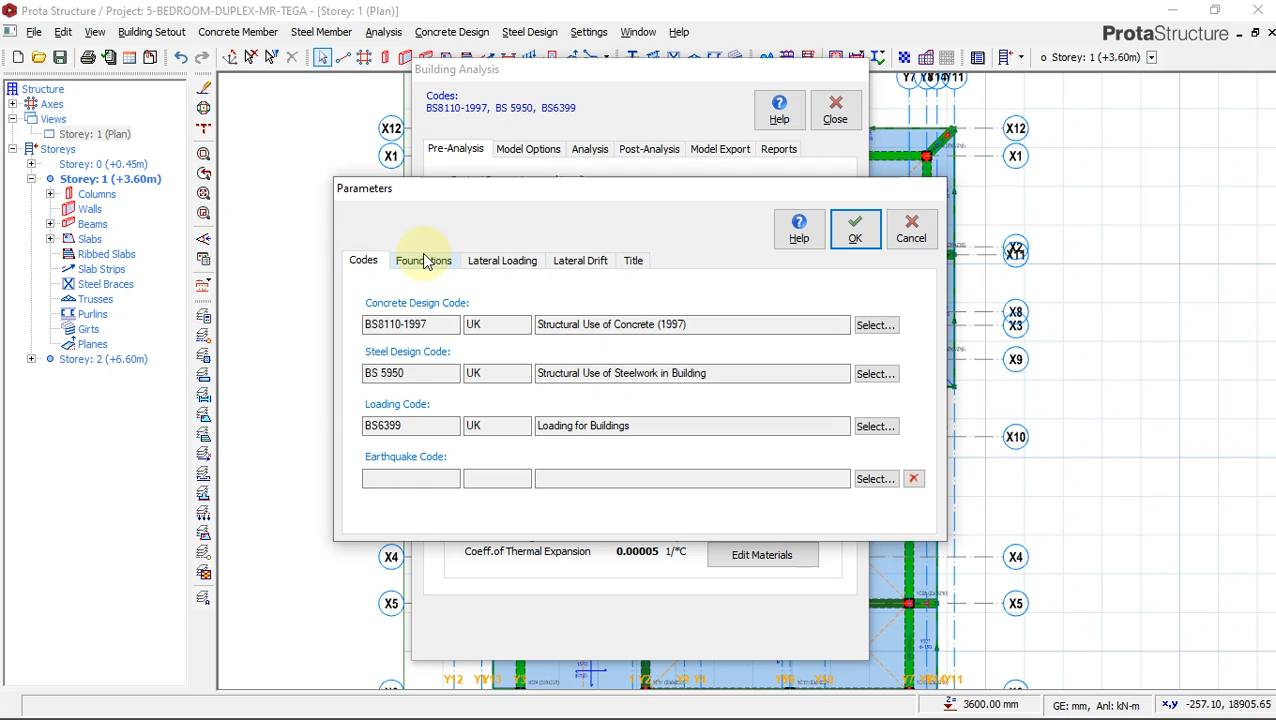 Prota Structure / Project: 5-BEDROOM-DUPLEX-MR-TEGA - [Storey: 1 (Plan)]
File Edit View Building Setout Concrete Member Steel Member Analysis Concrete Design Steel Design Settings Window Help
ProtaStructure
Storey: 1 (+3.60m)
Structure
Axes
Views
Storey: 1 (Plan)
Storeys
Storey: 0 (+0.45m)
Storey: 1 (+3.60m)
Columns
Walls
Beams
Slabs
Ribbed Slabs
Slab Strips
Steel Braces
Trusses
Purlins
Girts
Planes
Storey: 2 (+6.60m)
Building Analysis
Codes:
BS8110-1997, BS 5950, BS6399
Help
Close
Pre-Analysis Model Options Analysis Post-Analysis Model Export Reports
Parameters
Help
OK
Cancel
Codes Foundations Lateral Loading Lateral Drift Title
Concrete Design Code:
BS8110-1997 UK Structural Use of Concrete (1997) Select...
Steel Design Code:
BS 5950 UK Structural Use of Steelwork in Building Select...
Loading Code:
BS6399 UK Loading for Buildings Select...
Earthquake Code:
Select...
Coeff.of Thermal Expansion 0.00005 1/°C Edit Materials
X12 X12
X1 X1
X11
X8
X3
X9
X10
X4 X4
X5 X5
Z= 3600.00 mm GE: mm, Anl: kN-m x,y -257.10, 18905.65